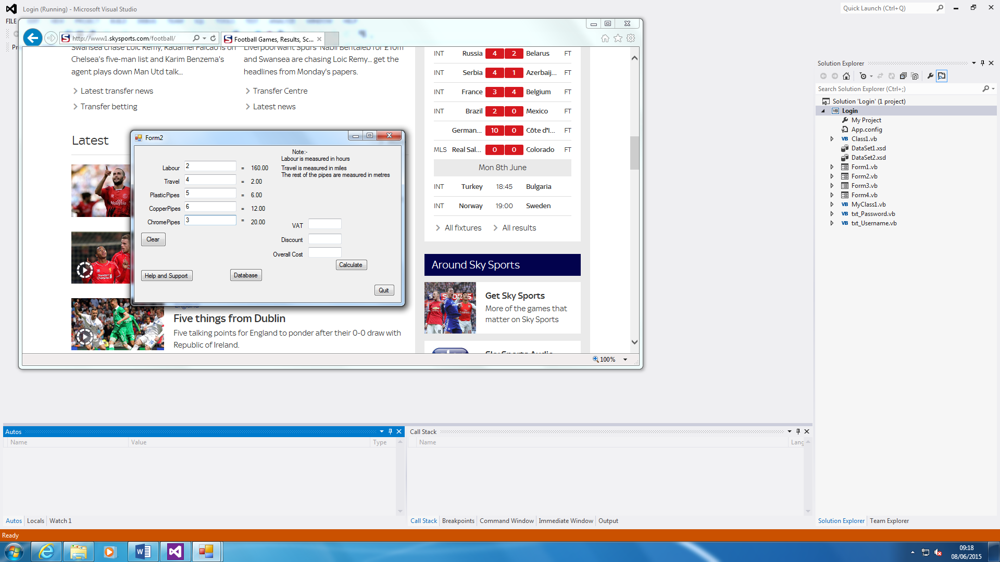 Login (Running) - Microsoft Visual Studio
Quick Launch (Ctrl+Q)
FILE
http://www1.skysports.com/football/
Football Games, Results, Sc...
Swansea chase Loic Remy, Radamel Falcao is on
Chelsea's five-man list and Karim Benzema's
agent plays down Man Utd talk...
Latest transfer news
Transfer betting
Liverpool want Spurs' Nabil Bentaleb for £10m
and Swansea are chasing Loic Remy... get the
headlines from Monday's papers.
Transfer Centre
Latest news
Latest
INT Russia 4 2 Belarus FT
INT Serbia 4 1 Azerbaij... FT
INT France 3 4 Belgium FT
INT Brazil 2 0 Mexico FT
German... 10 0 Côte d'I... FT
MLS Real Sal... 0 0 Colorado FT
Mon 8th June
INT Turkey 18:45 Bulgaria
INT Norway 19:00 Sweden
All fixtures All results
Around Sky Sports
Get Sky Sports
More of the games that
matter on Sky Sports
Form2
Note:-
Labour is measured in hours
Travel is measured in miles
The rest of the pipes are measured in metres
Labour 2 = 160.00
Travel 4 = 2.00
PlasticPipes 5 = 6.00
CopperPipes 6 = 12.00
ChromePipes 3 = 20.00
VAT
Discount
Overall Cost
Clear
Calculate
Help and Support
Database
Quit
Five things from Dublin
Five talking points for England to ponder after their 0-0 draw with
Republic of Ireland.
100%
Solution Explorer
Search Solution Explorer (Ctrl+;)
Solution 'Login' (1 project)
VB Login
My Project
App.config
VB Class1.vb
DataSet1.xsd
DataSet2.xsd
Form1.vb
Form2.vb
Form3.vb
Form4.vb
VB MyClass1.vb
VB txt_Password.vb
VB txt_Username.vb
Autos
Name Value Type
Call Stack
Name Lang
Autos Locals Watch 1
Call Stack Breakpoints Command Window Immediate Window Output
Solution Explorer Team Explorer
Ready
09:18
08/06/2015